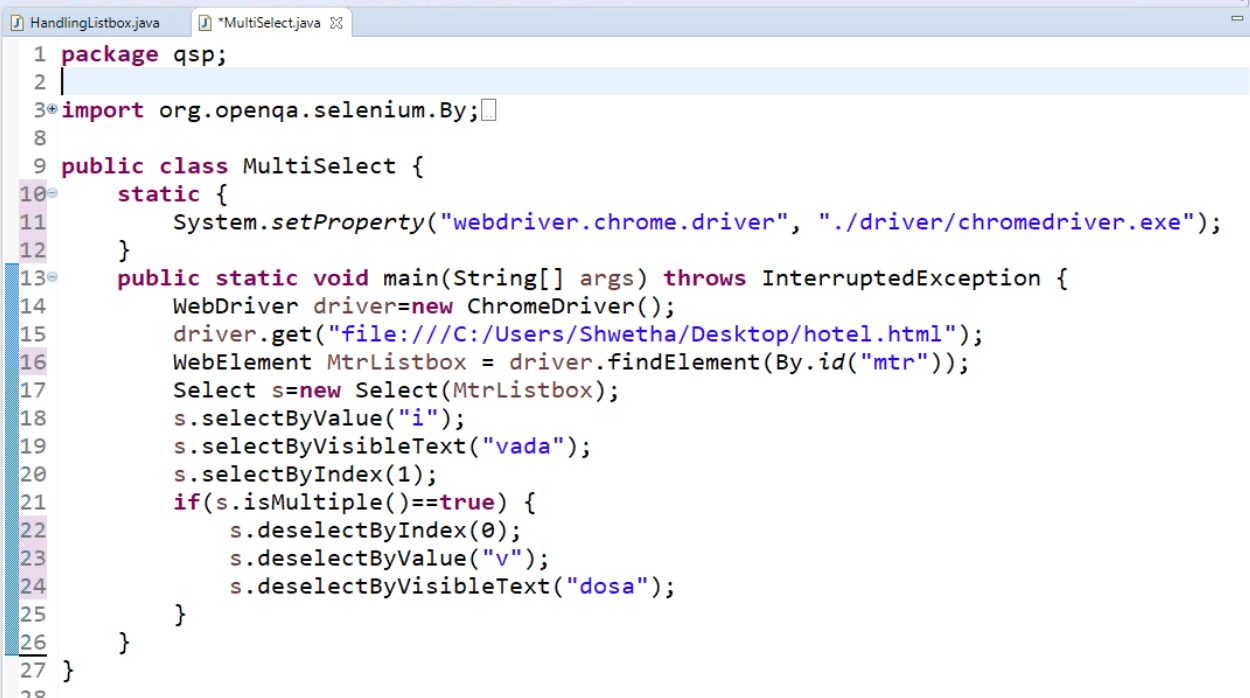 HandlingListbox.java *MultiSelect.java
1 package qsp;
2
3 import org.openqa.selenium.By;
8
9 public class MultiSelect {
10 static {
11 System.setProperty("webdriver.chrome.driver", "./driver/chromedriver.exe");
12 }
13 public static void main(String[] args) throws InterruptedException {
14 WebDriver driver=new ChromeDriver();
15 driver.get("file:///C:/Users/Shwetha/Desktop/hotel.html");
16 WebElement MtrListbox = driver.findElement(By.id("mtr"));
17 Select s=new Select(MtrListbox);
18 s.selectByValue("i");
19 s.selectByVisibleText("vada");
20 s.selectByIndex(1);
21 if(s.isMultiple()==true) {
22 s.deselectByIndex(0);
23 s.deselectByValue("v");
24 s.deselectByVisibleText("dosa");
25 }
26 }
27 }
28